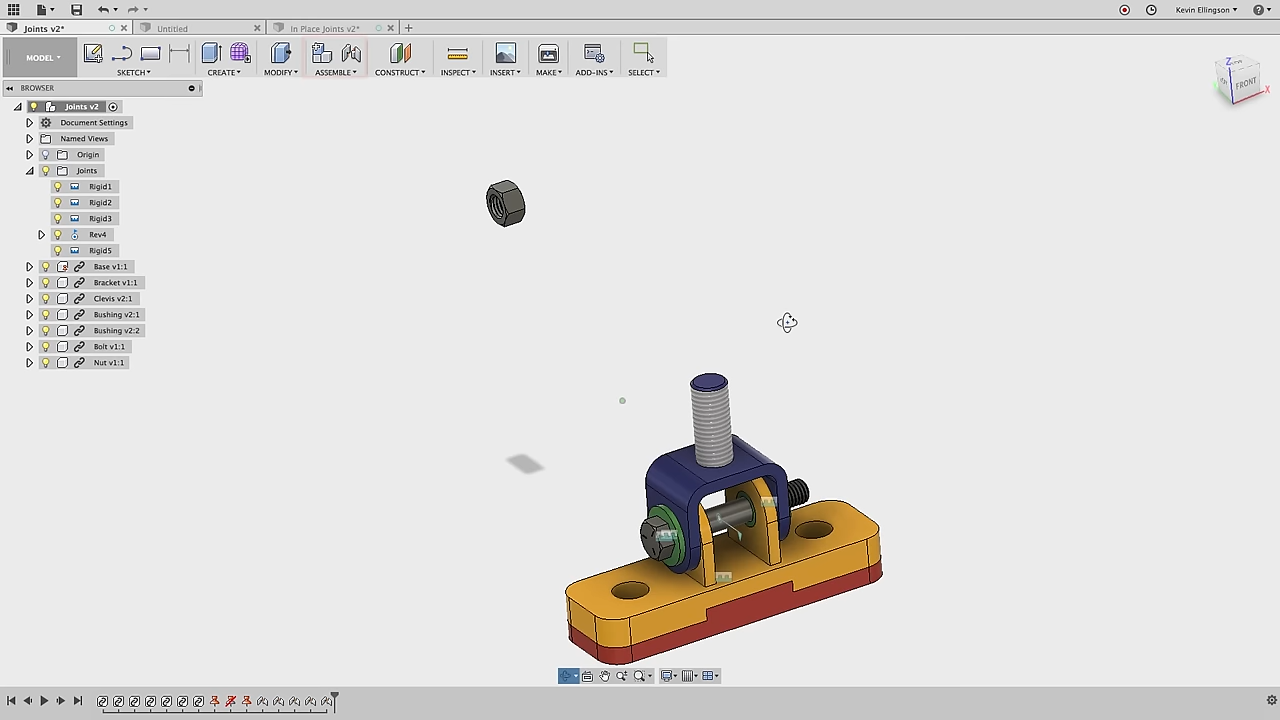 Kevin Ellingson
Joints v2*
Untitled
In Place Joints v2*
MODEL
SKETCH
CREATE
MODIFY
ASSEMBLE
CONSTRUCT
INSPECT
INSERT
MAKE
ADD-INS
SELECT
BROWSER
Z
FRONT
X
Joints v2
Document Settings
Named Views
Origin
Joints
Rigid1
Rigid2
Rigid3
Rev4
Rigid5
Base v1:1
Bracket v1:1
Clevis v2:1
Bushing v2:1
Bushing v2:2
Bolt v1:1
Nut v1:1